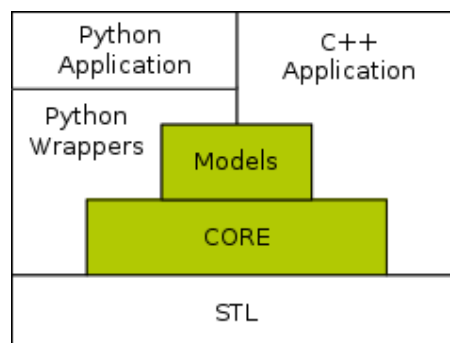 Python
Application
C++
Application
Python
Wrappers
Models
CORE
STL